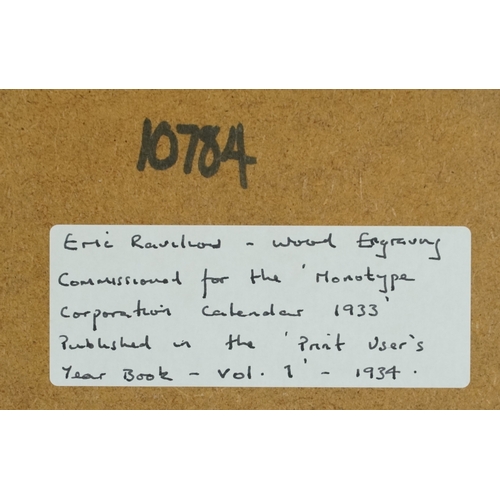 10784
Eric Ravilious - Wood Engraving
Commissioned for the 'Monotype
Corporation Calendar 1933'
Published in the 'Print User's
Year Book - Vol. 1' - 1934.